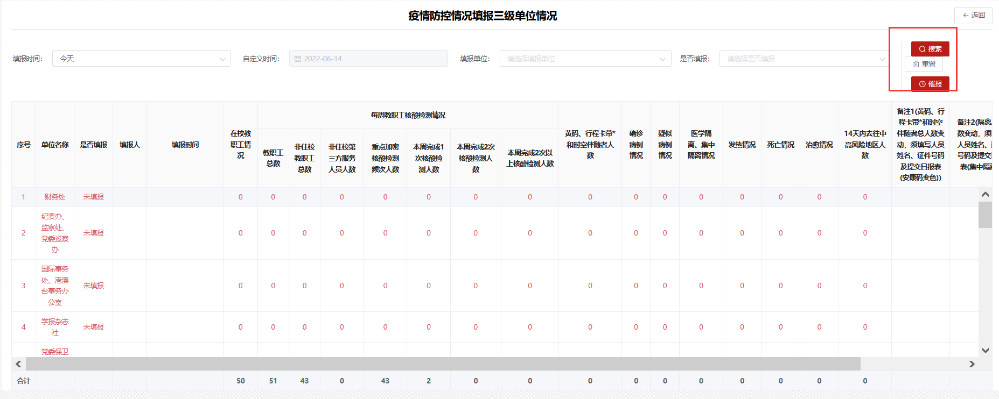 疫情防控情况填报三级单位情况
返回
填报时间： 今天 自定义时间： 2022-06-14 填报单位： 请选择填报单位 是否填报： 请选择是否填报
搜索
重置
催报
序号
单位名称
是否填报
填报人
填报时间
在校教
职工情
况
每周教职工核酸检测情况
教职工
总数
非住校
教职工
总数
非住校第
三方服务
人员人数
重点加密
核酸检测
频次人数
本周完成1
次核酸检
测人数
本周完成2次
核酸检测人
数
本周完成2次以
上核酸检测人数
黄码、行程卡带*
和时空伴随者人
数
确诊
病例
情况
疑似
病例
情况
医学隔
离、集中
隔离情况
发热情况
死亡情况
治愈情况
14天内去往中
高风险地区人
数
备注1(黄码、行
程卡带*和时空
伴随者总人数变
动，须填写人员
姓名、证件号码
及提交日报表
(安康码变色))
备注2(隔离
数变动，须
人员姓名、
号码及提交
表(集中隔
1 财务处 未填报 0 0 0 0 0 0 0 0 0 0 0 0 0 0 0 0
2
纪委办、
监察处、
党委巡察
办
未填报 0 0 0 0 0 0 0 0 0 0 0 0 0 0 0 0
3
国际事务
处、港澳
台事务办
公室
未填报 0 0 0 0 0 0 0 0 0 0 0 0 0 0 0 0
4
学报杂志
社
未填报 0 0 0 0 0 0 0 0 0 0 0 0 0 0 0 0
党委保卫
合计 50 51 43 0 43 2 0 0 0 0 0 0 0 0 0 0